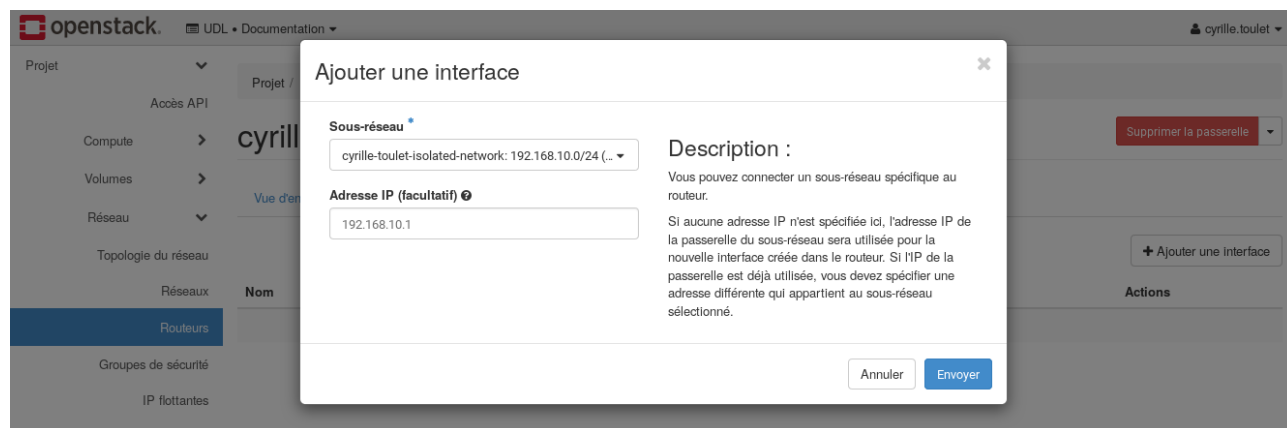 openstack. UDL • Documentation cyrille.toulet
Projet
Accès API
Compute
Volumes
Réseau
Topologie du réseau
Réseaux
Routeurs
Groupes de sécurité
IP flottantes
Projet /
cyrill
Supprimer la passerelle
Vue d'en
+ Ajouter une interface
Nom Actions
Ajouter une interface
×
Sous-réseau *
cyrille-toulet-isolated-network: 192.168.10.0/24 (...
Adresse IP (facultatif)
192.168.10.1
Description :
Vous pouvez connecter un sous-réseau spécifique au
routeur.
Si aucune adresse IP n'est spécifiée ici, l'adresse IP de
la passerelle du sous-réseau sera utilisée pour la
nouvelle interface créée dans le routeur. Si l'IP de la
passerelle est déjà utilisée, vous devez spécifier une
adresse différente qui appartient au sous-réseau
sélectionné.
Annuler Envoyer